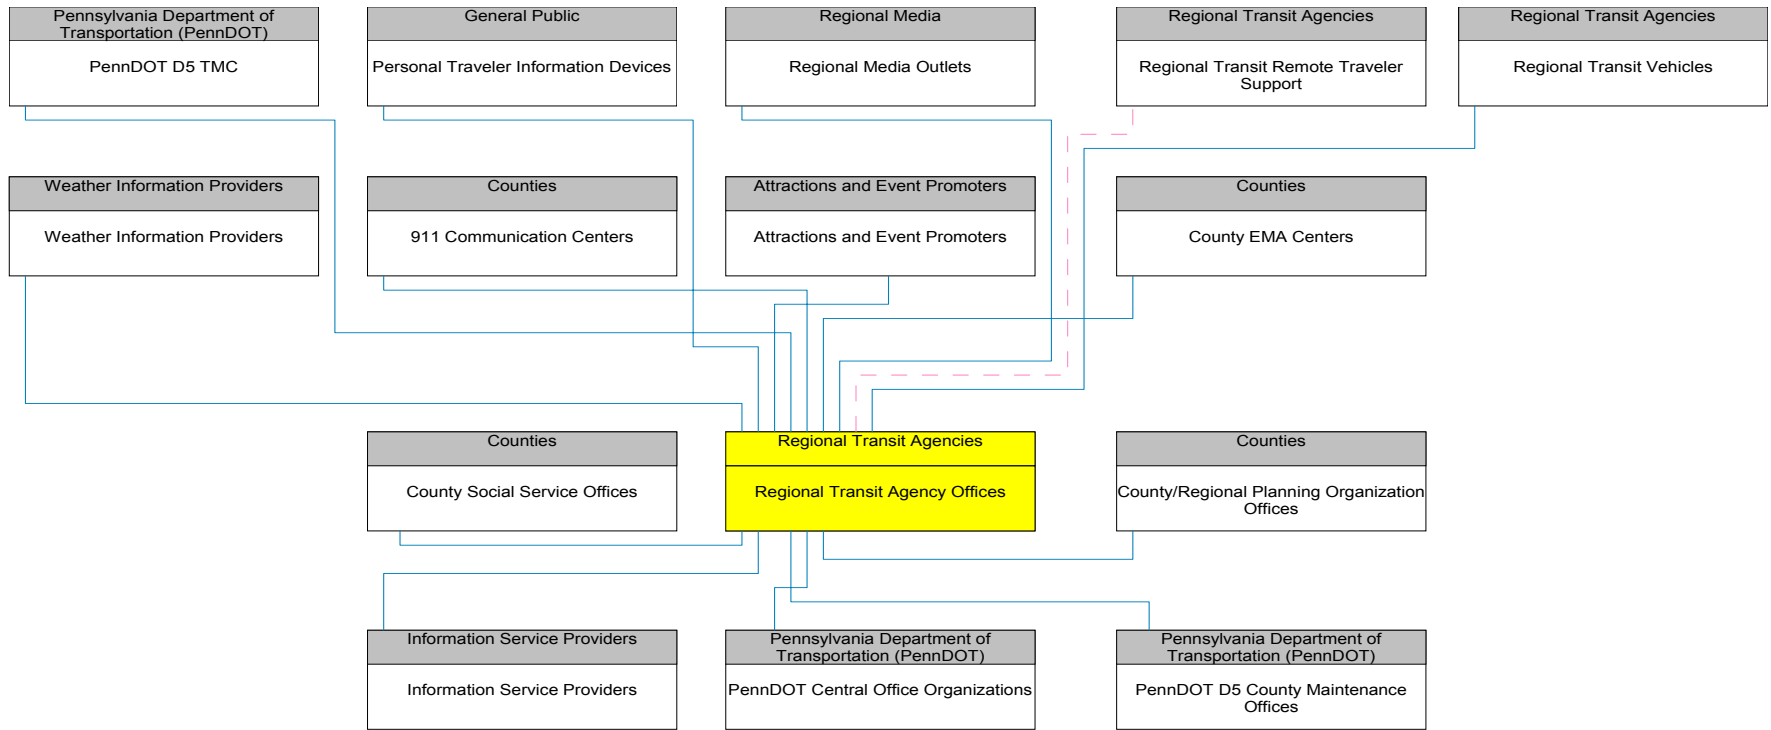 Pennsylvania Department of
Transportation (PennDOT)
PennDOT D5 TMC
General Public
Personal Traveler Information Devices
Regional Media
Regional Media Outlets
Regional Transit Agencies
Regional Transit Remote Traveler
Support
Regional Transit Agencies
Regional Transit Vehicles
Weather Information Providers
Weather Information Providers
Counties
911 Communication Centers
Attractions and Event Promoters
Attractions and Event Promoters
Counties
County EMA Centers
Counties
County Social Service Offices
Regional Transit Agencies
Regional Transit Agency Offices
Counties
County/Regional Planning Organization
Offices
Information Service Providers
Information Service Providers
Pennsylvania Department of
Transportation (PennDOT)
PennDOT Central Office Organizations
Pennsylvania Department of
Transportation (PennDOT)
PennDOT D5 County Maintenance
Offices